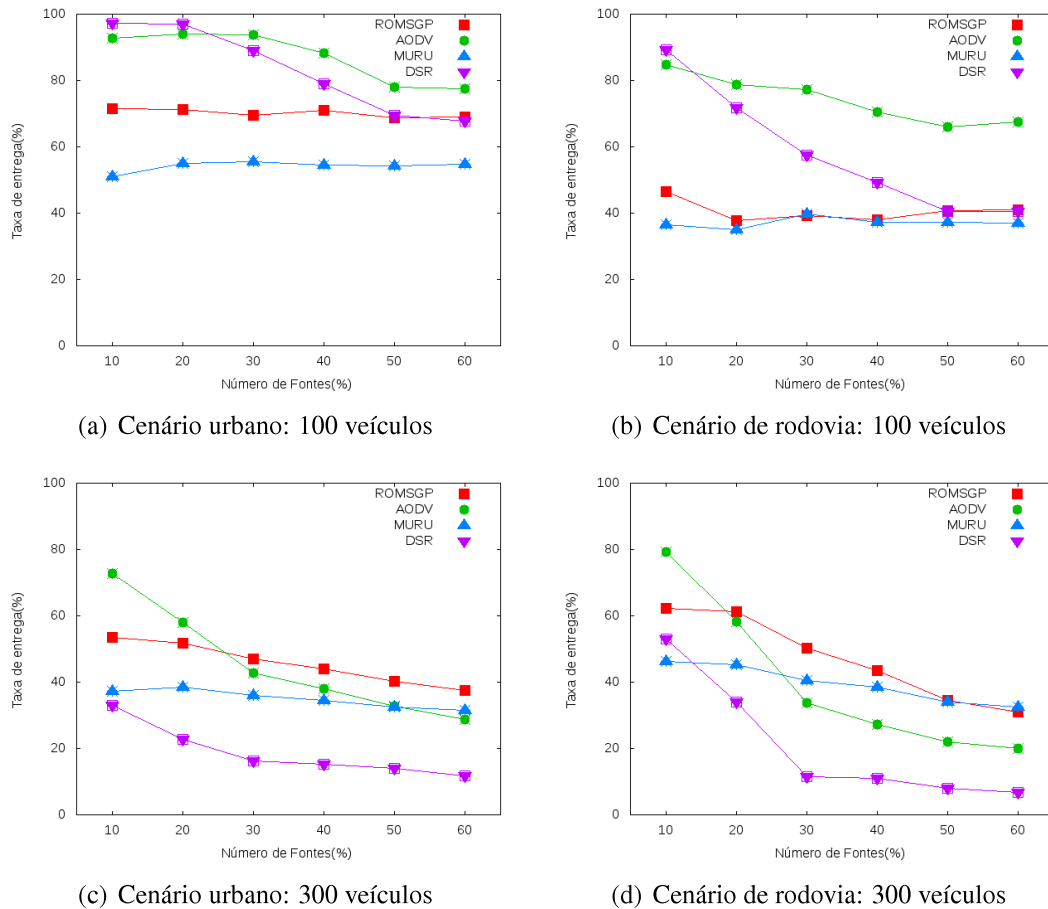 100
80
60
40
20
0
Taxa de entrega(%)
ROMSGP
AODV
MURU
DSR
10 20 30 40 50 60
Número de Fontes(%)
(a) Cenário urbano: 100 veículos
100
80
60
40
20
0
Taxa de entrega(%)
ROMSGP
AODV
MURU
DSR
10 20 30 40 50 60
Número de Fontes(%)
(b) Cenário de rodovia: 100 veículos
100
80
60
40
20
0
Taxa de entrega(%)
ROMSGP
AODV
MURU
DSR
10 20 30 40 50 60
Número de Fontes(%)
(c) Cenário urbano: 300 veículos
100
80
60
40
20
0
Taxa de entrega(%)
ROMSGP
AODV
MURU
DSR
10 20 30 40 50 60
Número de Fontes(%)
(d) Cenário de rodovia: 300 veículos